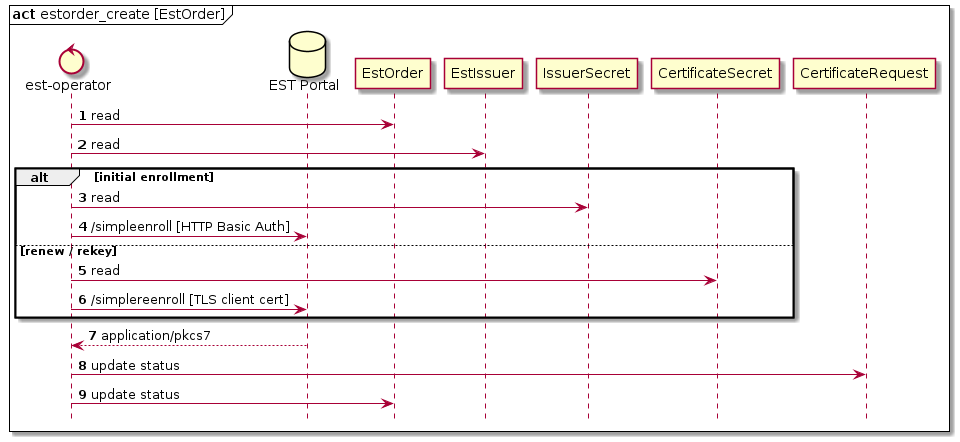 act estorder_create [EstOrder]
est-operator
EST Portal
EstOrder
EstIssuer
IssuerSecret
CertificateSecret
CertificateRequest
1 read
2 read
alt [initial enrollment]
3 read
4 /simpleenroll [HTTP Basic Auth]
[renew / rekey]
5 read
6 /simplereenroll [TLS client cert]
7 application/pkcs7
8 update status
9 update status